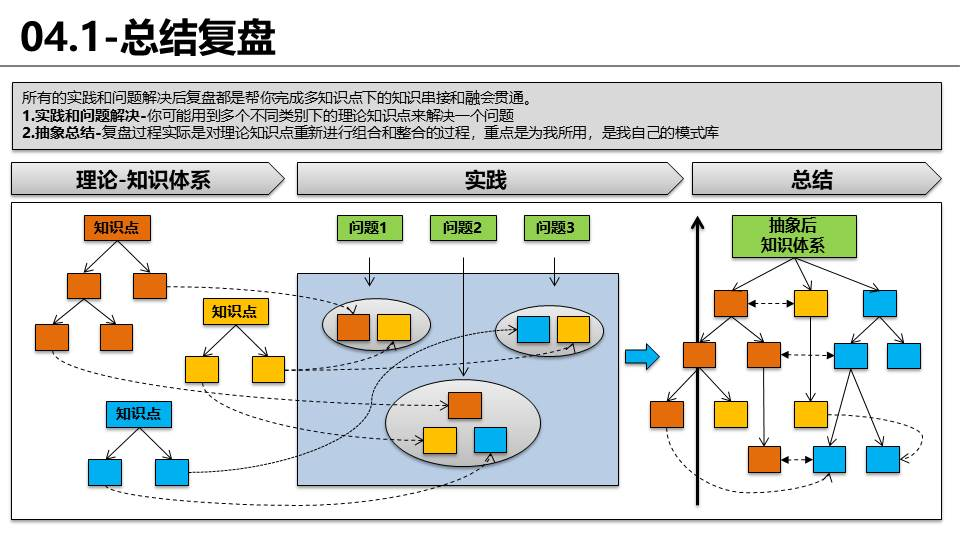 04.1-总结复盘
所有的实践和问题解决后复盘都是帮你完成多知识点下的知识串接和融会贯通。
1.实践和问题解决-你可能用到多个不同类别下的理论知识点来解决一个问题
2.抽象总结-复盘过程实际是对理论知识点重新进行组合和整合的过程，重点是为我所用，是我自己的模式库
理论-知识体系
实践
总结
知识点
问题1
问题2
问题3
抽象后
知识体系
知识点
知识点